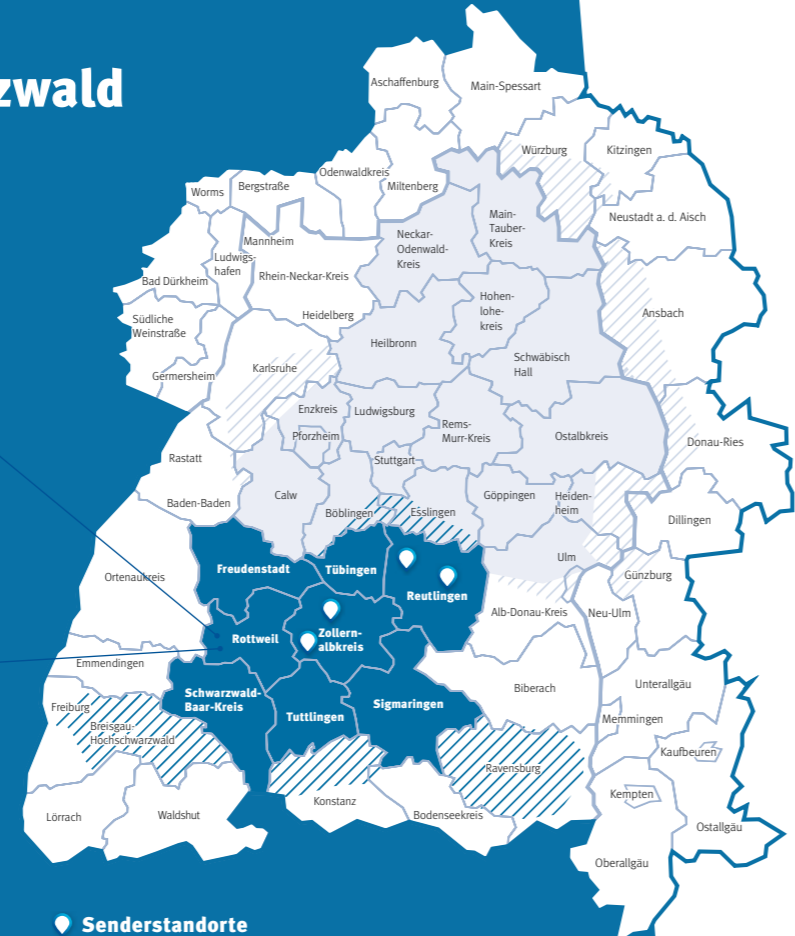 zwald
Aschaffenburg
Main-Spessart
Würzburg
Kitzingen
Odenwaldkreis
Miltenberg
Worms
Bergstraße
Neustadt a. d. Aisch
Main-
Tauber-
Kreis
Neckar-
Odenwald-
Kreis
Mannheim
Ludwigs-
hafen
Rhein-Neckar-Kreis
Bad Dürkheim
Hohen-
lohe-
kreis
Ansbach
Heidelberg
Südliche
Weinstraße
Heilbronn
Schwäbisch
Hall
Karlsruhe
Germersheim
Enzkreis
Ludwigsburg
Rems-
Murr-Kreis
Pforzheim
Ostalbkreis
Donau-Ries
Rastatt
Stuttgart
Calw
Göppingen
Heiden-
heim
Baden-Baden
Böblingen
Esslingen
Dillingen
Ulm
Freudenstadt
Tübingen
Günzburg
Ortenaukreis
Reutlingen
Alb-Donau-Kreis
Neu-Ulm
Rottweil
Zollern-
albkreis
Emmendingen
Schwarzwald-
Baar-Kreis
Biberach
Unterallgäu
Sigmaringen
Freiburg
Tuttlingen
Memmingen
Breisgau-
Hochschwarzwald
Kaufbeuren
Ravensburg
Kempten
Konstanz
Lörrach
Waldshut
Bodenseekreis
Ostallgäu
Oberallgäu
Senderstandorte